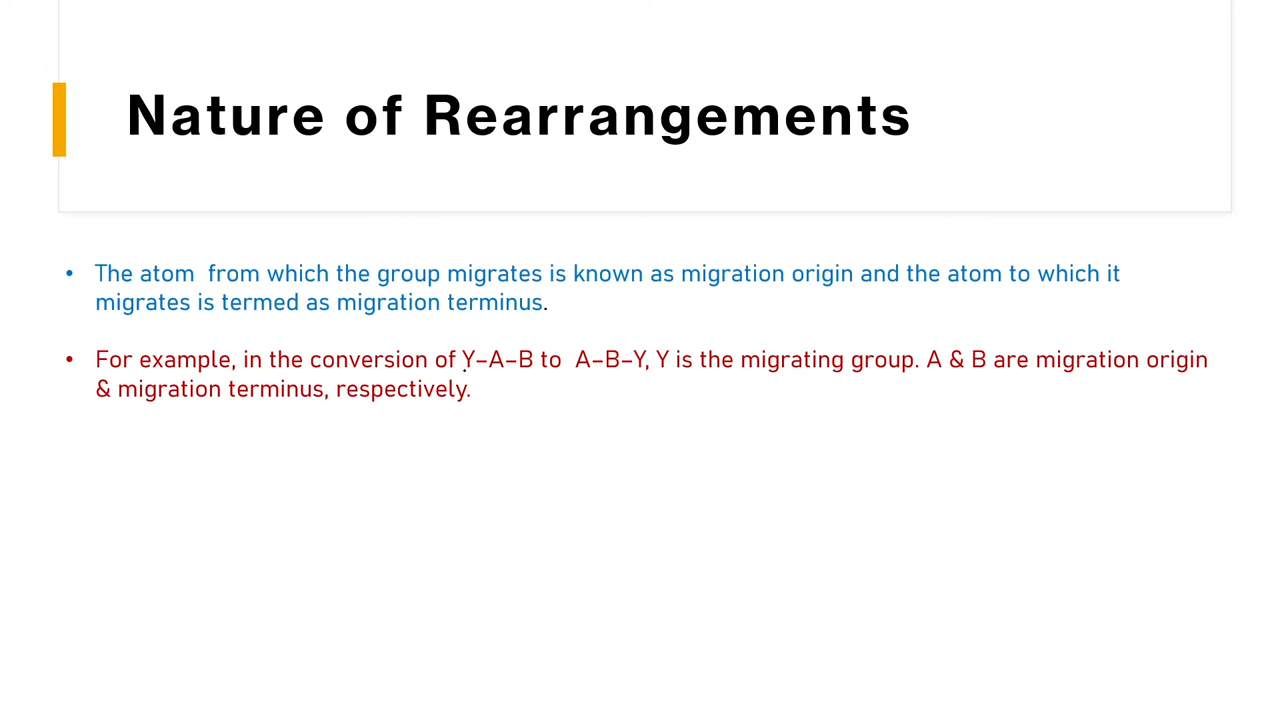 Nature of Rearrangements
• The atom from which the group migrates is known as migration origin and the atom to which it
migrates is termed as migration terminus.
• For example, in the conversion of Y–A–B to A–B–Y, Y is the migrating group. A & B are migration origin
& migration terminus, respectively.